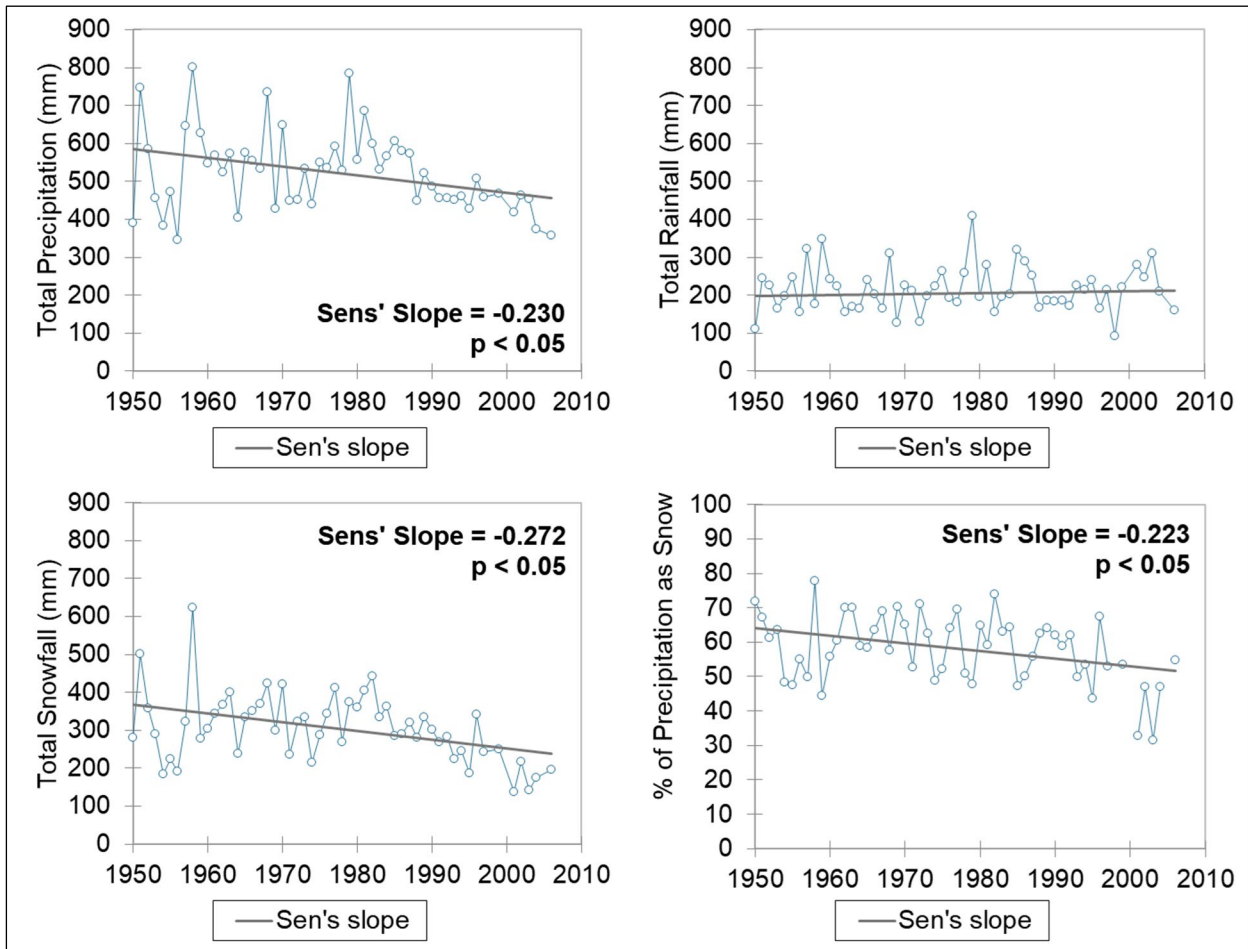 Total Precipitation (mm)
900
800
700
600
500
400
300
200
100
0
Sens' Slope = -0.230
p < 0.05
1950 1960 1970 1980 1990 2000 2010
Sen's slope
Total Rainfall (mm)
900
800
700
600
500
400
300
200
100
0
1950 1960 1970 1980 1990 2000 2010
Sen's slope
Total Snowfall (mm)
900
800
700
600
500
400
300
200
100
0
Sens' Slope = -0.272
p < 0.05
1950 1960 1970 1980 1990 2000 2010
Sen's slope
% of Precipitation as Snow
100
90
80
70
60
50
40
30
20
10
0
Sens' Slope = -0.223
p < 0.05
1950 1960 1970 1980 1990 2000 2010
Sen's slope